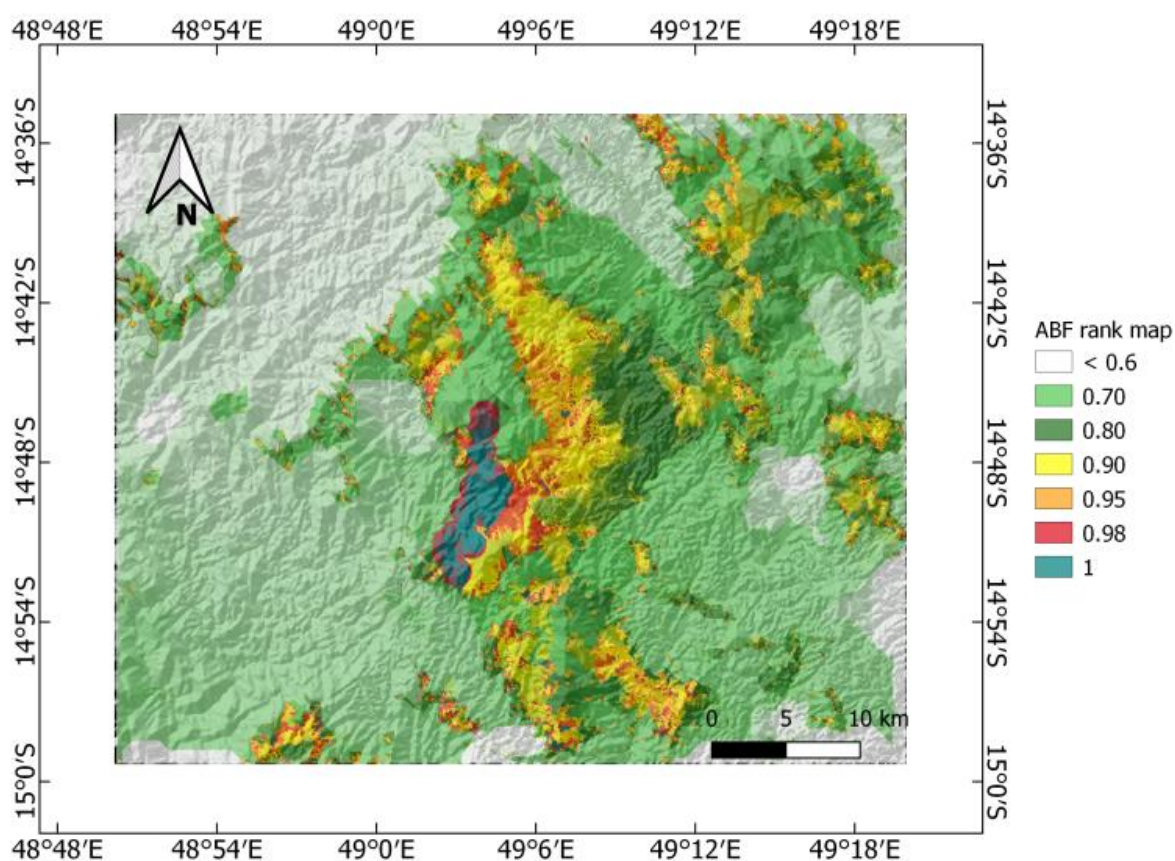 48°48′E 48°54′E 49°0′E 49°6′E 49°12′E 49°18′E
14°36′S 14°42′S 14°48′S 14°54′S 15°0′S
N
14°36′S 14°42′S 14°48′S 14°54′S 15°0′S
ABF rank map
< 0.6
0.70
0.80
0.90
0.95
0.98
1
0 5 10 km
48°48′E 48°54′E 49°0′E 49°6′E 49°12′E 49°18′E